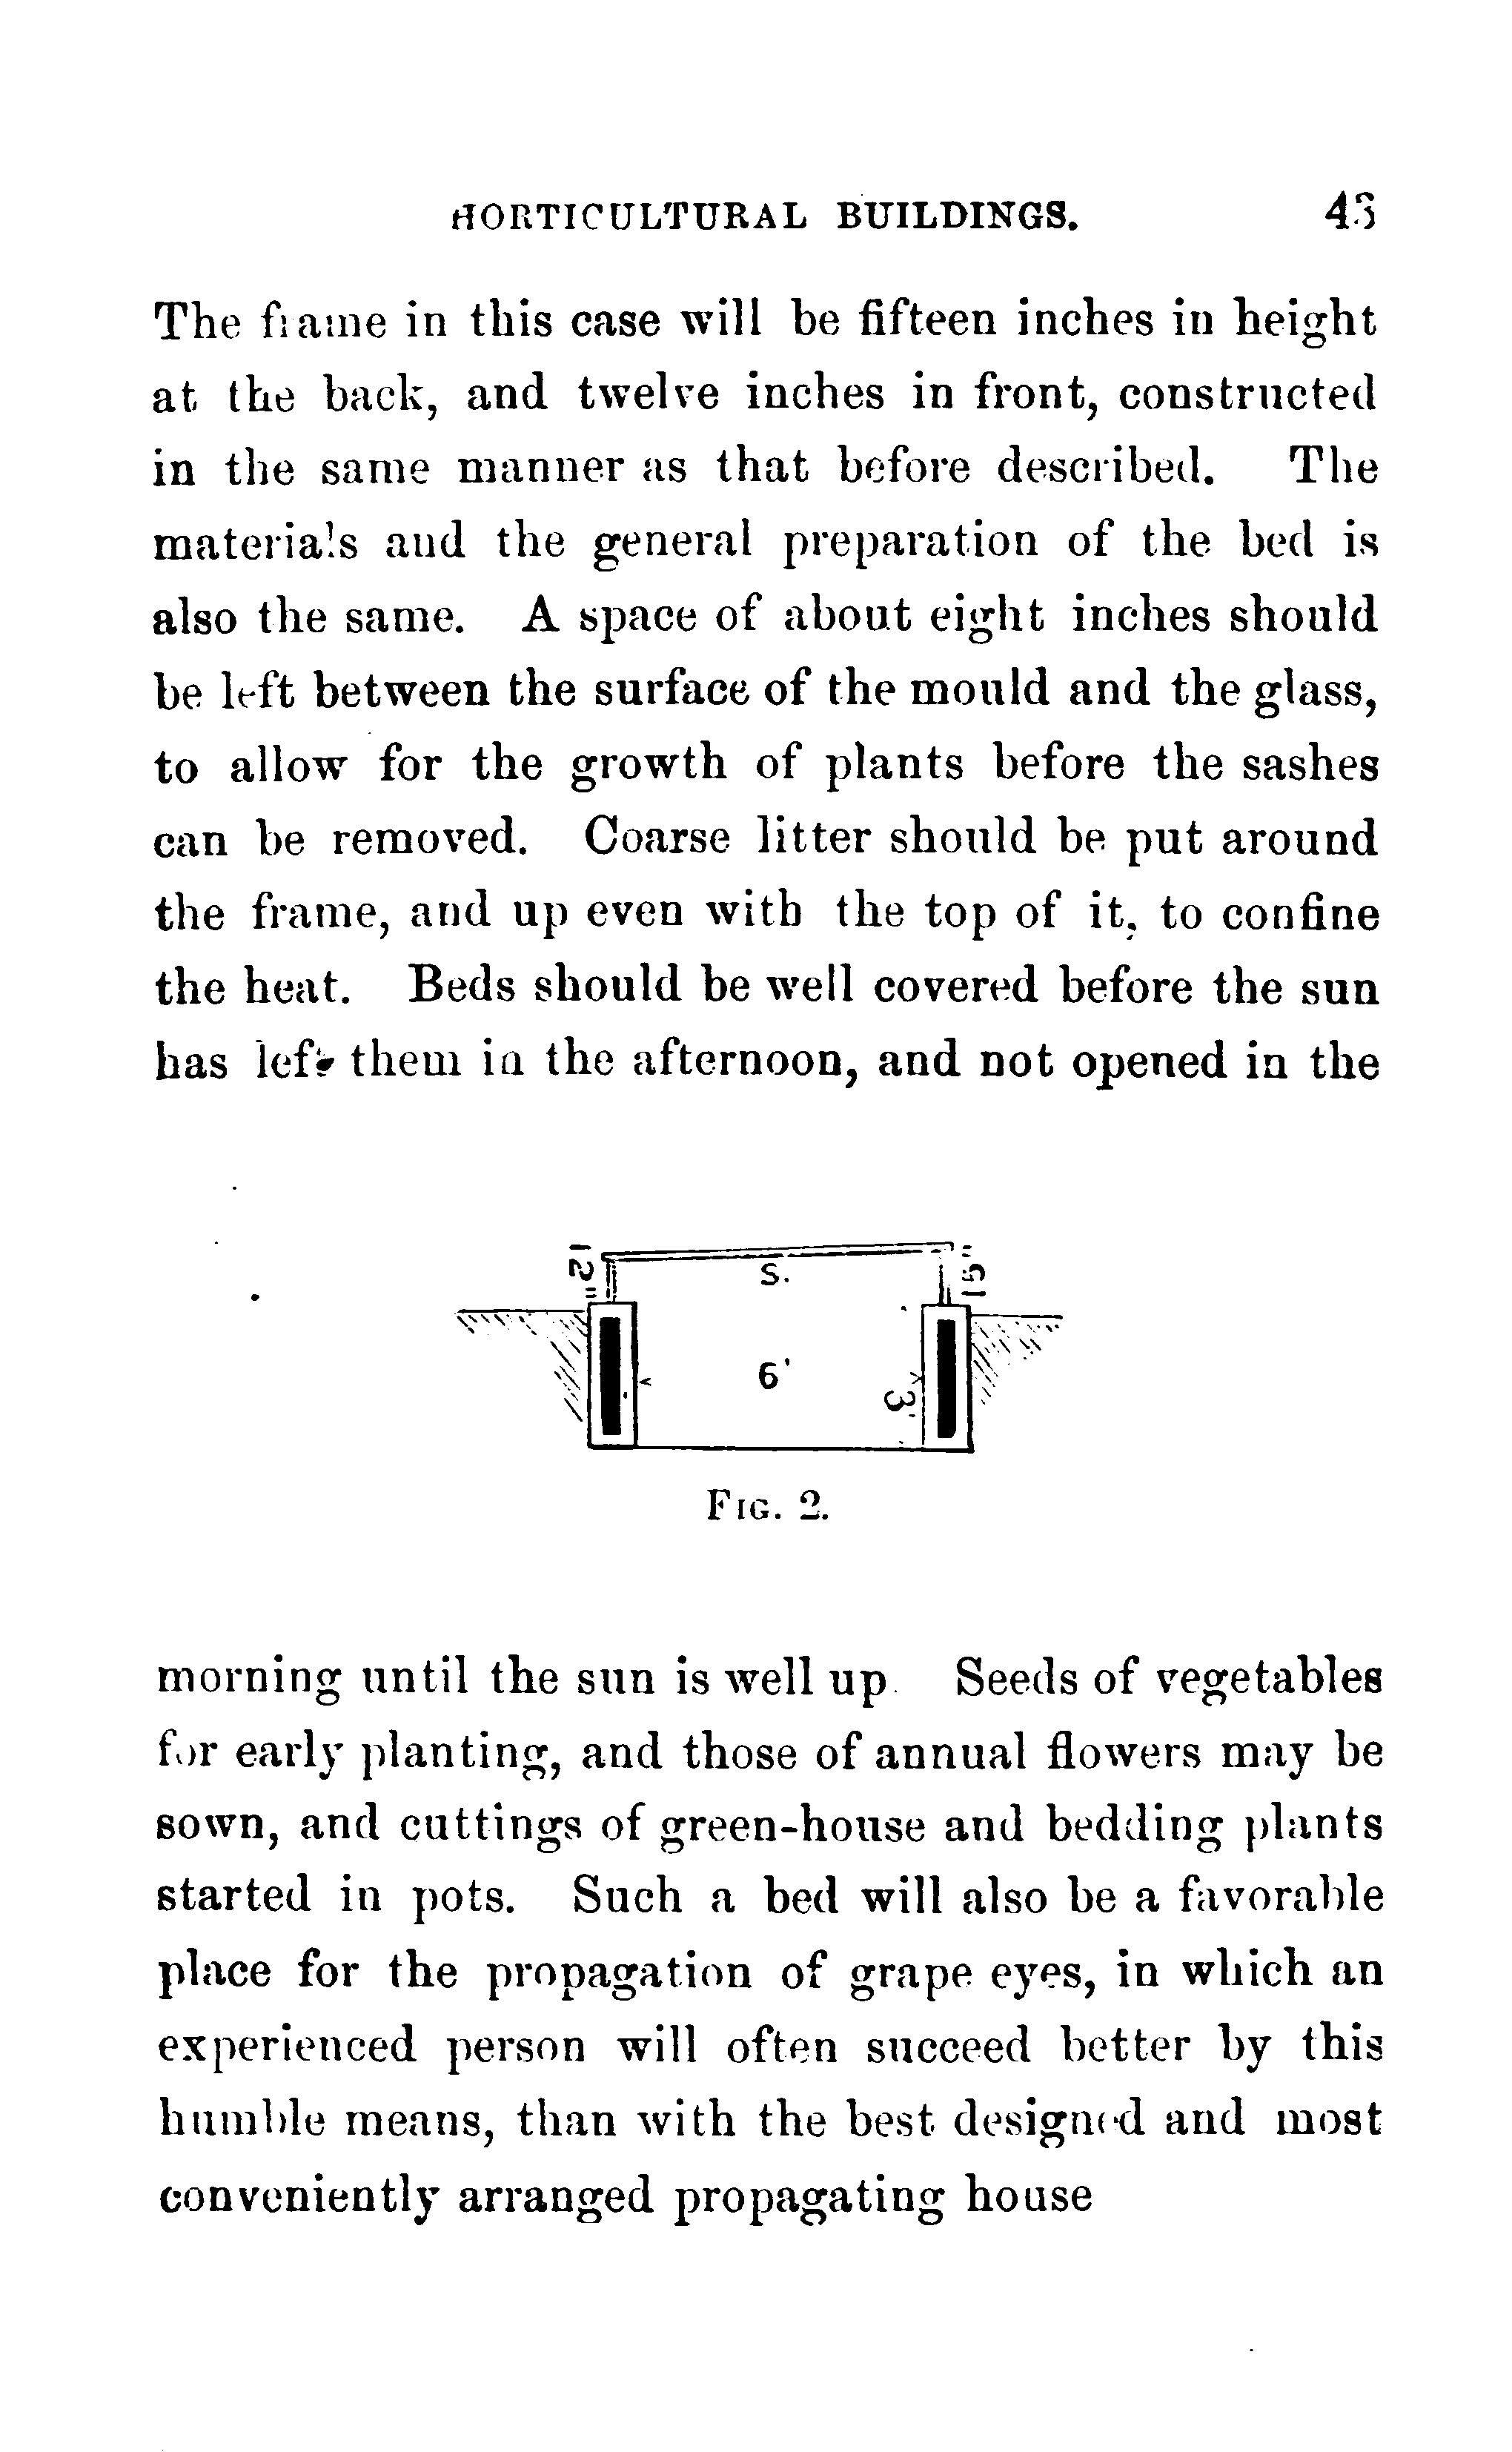 HORTICULTURAL BUILDINGS. 43
The frame in this case will be fifteen inches in height
at the back, and twelve inches in front, constructed
in the same manner as that before described. The
materials and the general preparation of the bed is
also the same. A space of about eight inches should
be left between the surface of the mould and the glass,
to allow for the growth of plants before the sashes
can be removed. Coarse litter should be put around
the frame, and up even with the top of it, to confine
the heat. Beds should be well covered before the sun
has left them in the afternoon, and not opened in the
12"
S.
15"
6'
3'
FIG. 2.
morning until the sun is well up. Seeds of vegetables
for early planting, and those of annual flowers may be
sown, and cuttings of green-house and bedding plants
started in pots. Such a bed will also be a favorable
place for the propagation of grape eyes, in which an
experienced person will often succeed better by this
humble means, than with the best designed and most
conveniently arranged propagating house